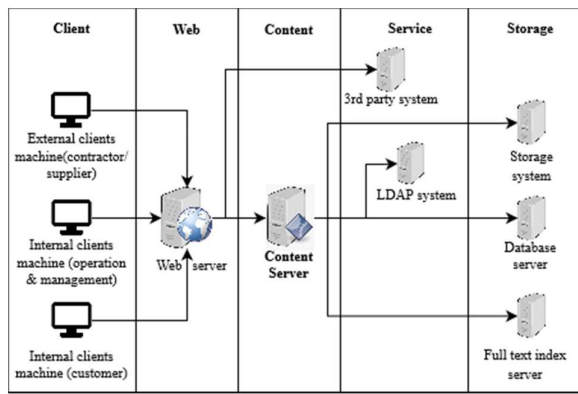 Client
Web
Content
Service
Storage
3rd party system
External clients
machine(contractor/
supplier)
Storage
system
LDAP system
Internal clients
machine (operation
& management)
Web server
Content
Server
Database
server
Internal clients
machine (customer)
Full text index
server